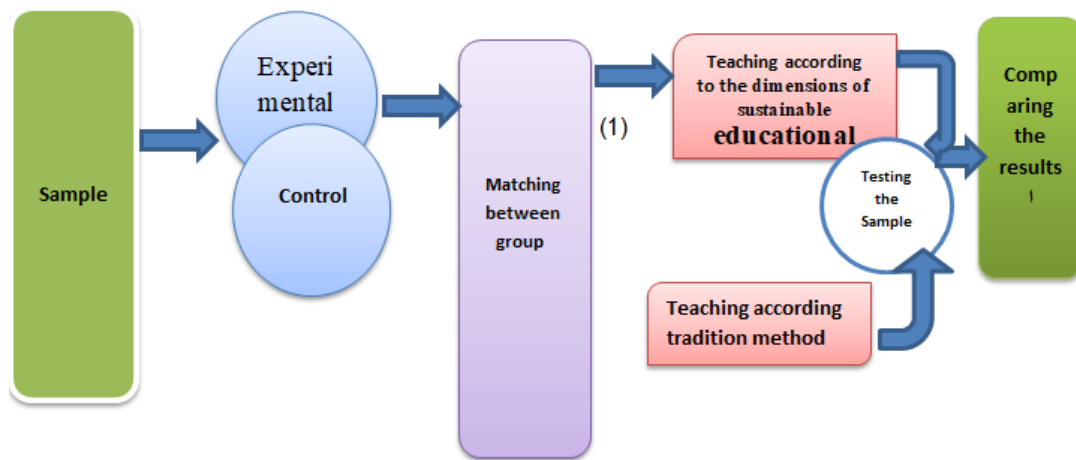 Sample
Experi
mental
Control
Matching
between
group
(1)
Teaching according
to the dimensions of
sustainable
educational
Testing
the
Sample
Teaching according
tradition method
Comp
aring
the
results
١